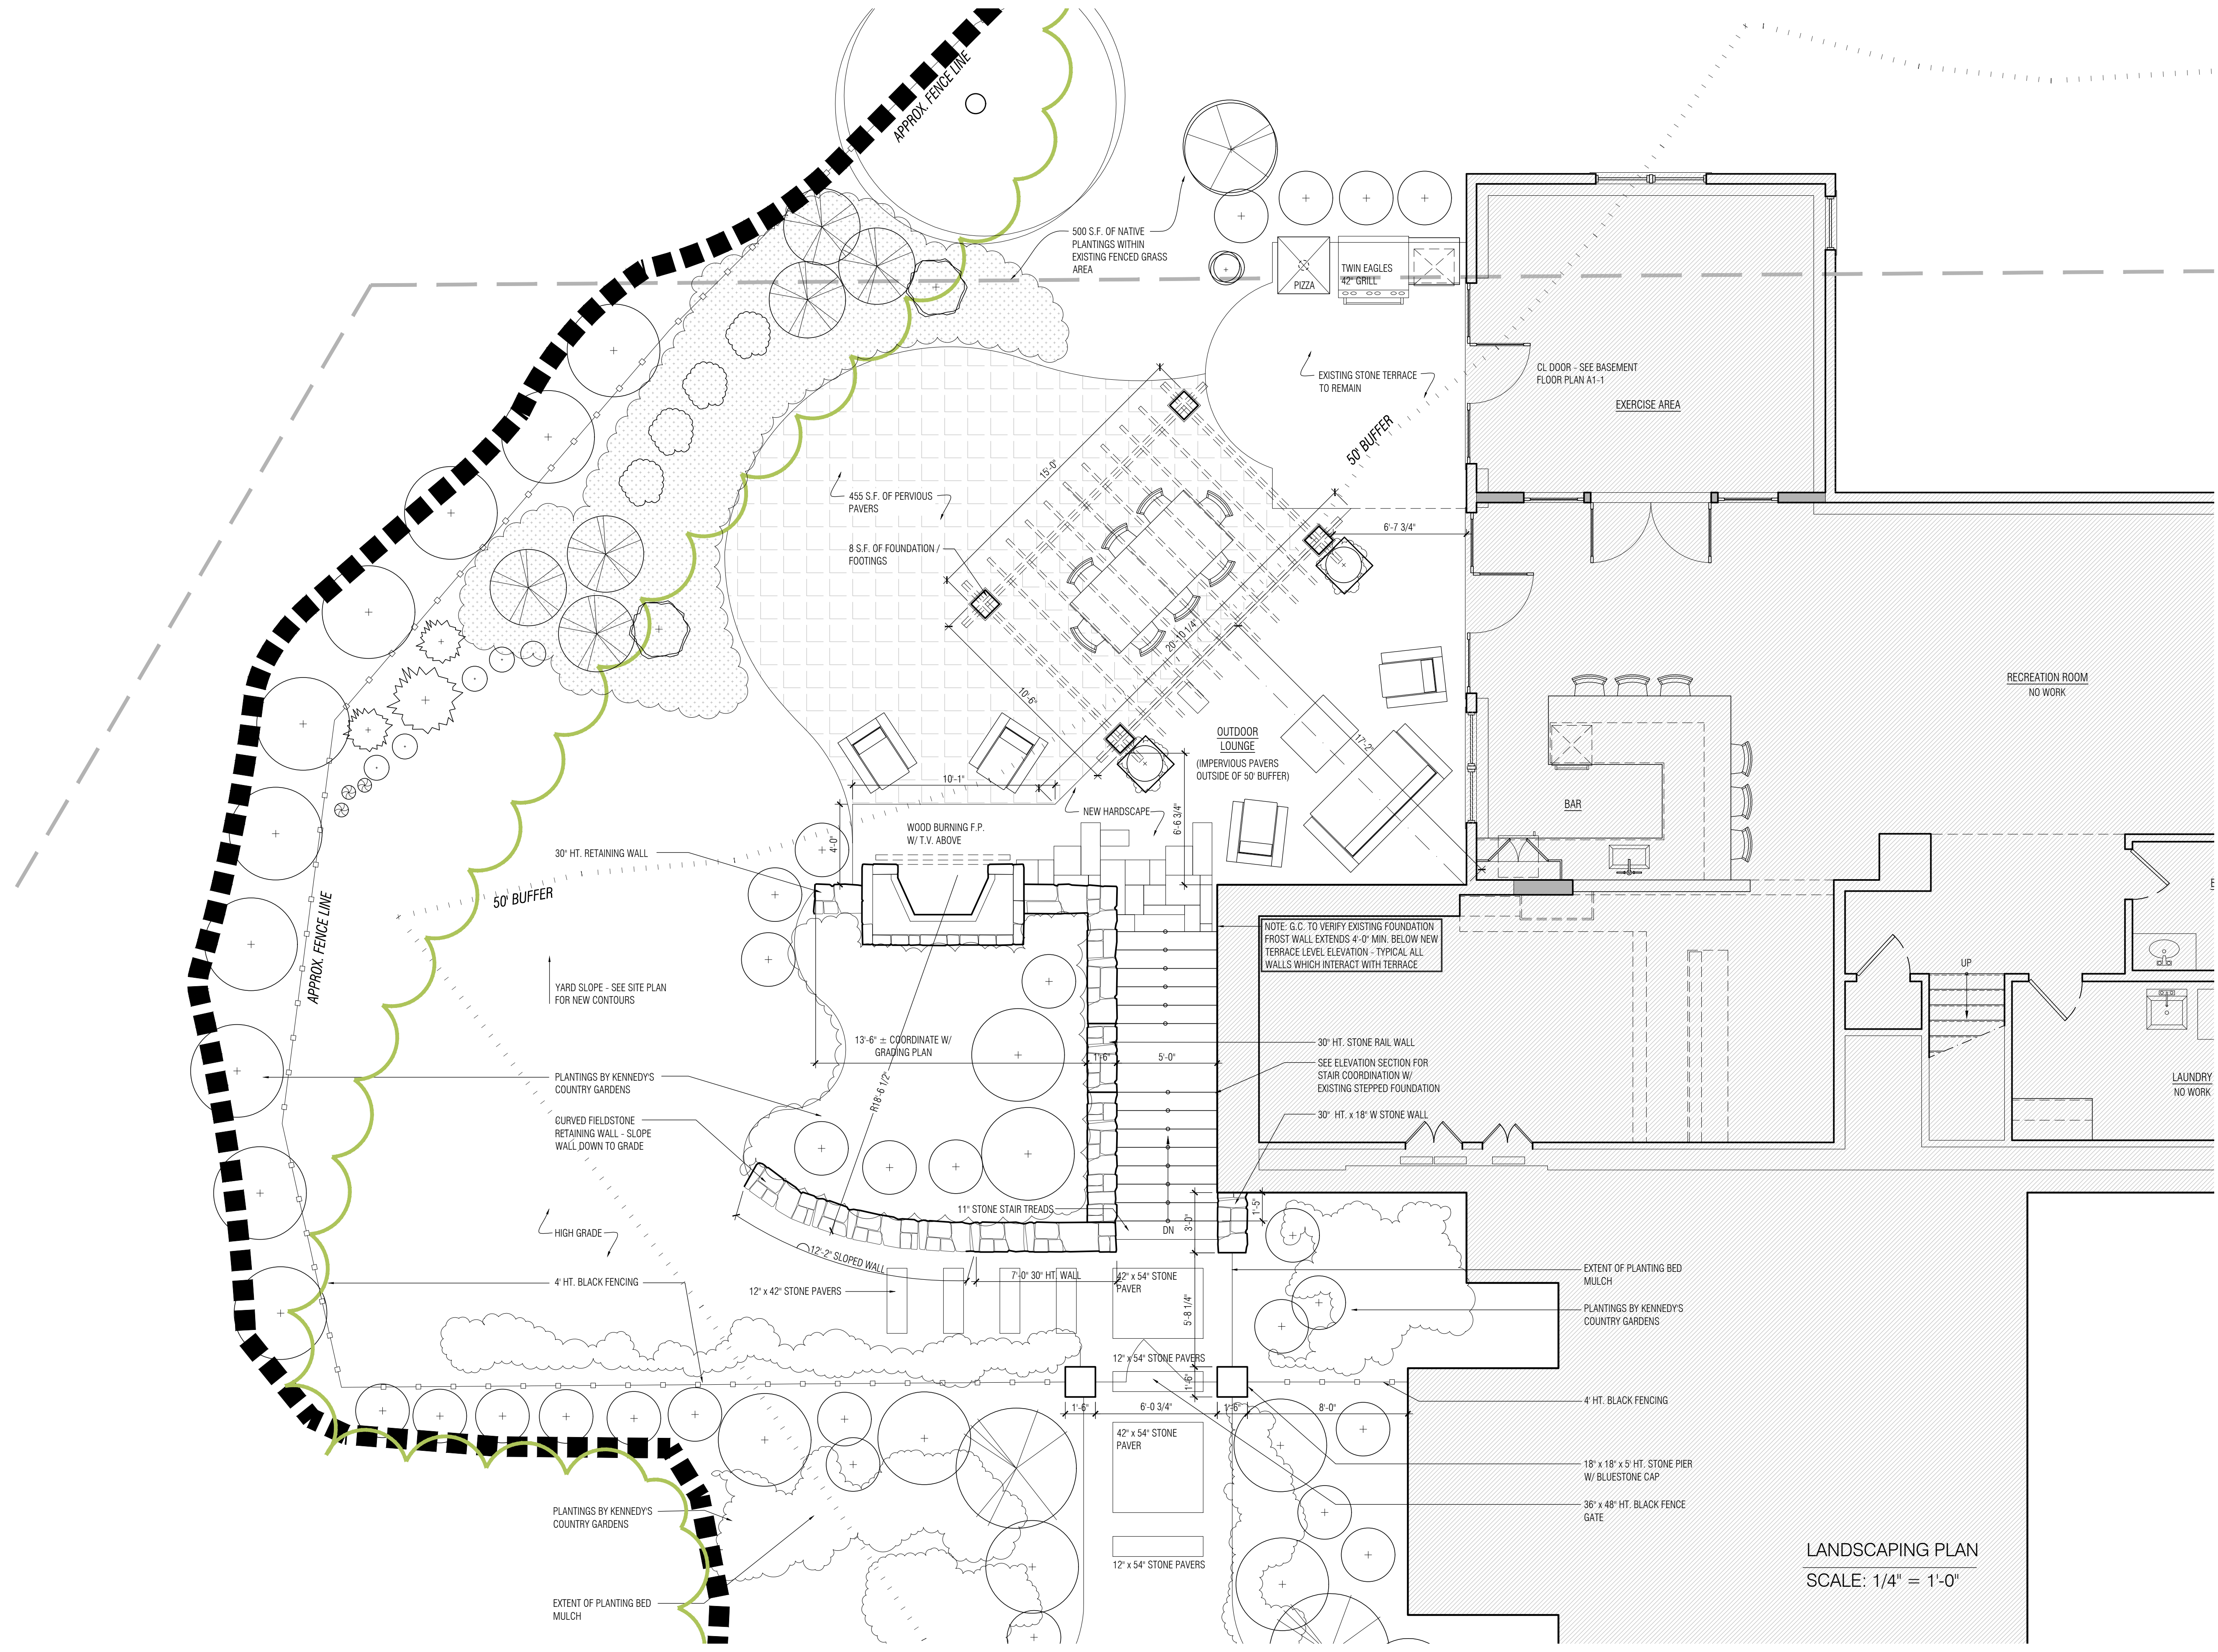 APPROX. FENCE LINE
500 S.F. OF NATIVE
PLANTINGS WITHIN
EXISTING FENCED GRASS
AREA
PIZZA
TWIN EAGLES
42" GRILL
EXISTING STONE TERRACE
TO REMAIN
CL DOOR - SEE BASEMENT
FLOOR PLAN A1-1
EXERCISE AREA
50' BUFFER
15'-0"
455 S.F. OF PERVIOUS
PAVERS
8 S.F. OF FOUNDATION /
FOOTINGS
6'-7 3/4"
20'-10 1/4"
10'-6"
RECREATION ROOM
NO WORK
OUTDOOR
LOUNGE
(IMPERVIOUS PAVERS
OUTSIDE OF 50' BUFFER)
17'-2"
10'-1"
NEW HARDSCAPE
6'-6 3/4"
BAR
4'-0"
WOOD BURNING F.P.
W/ T.V. ABOVE
30" HT. RETAINING WALL
50' BUFFER
APPROX. FENCE LINE
NOTE: G.C. TO VERIFY EXISTING FOUNDATION
FROST WALL EXTENDS 4'-0" MIN. BELOW NEW
TERRACE LEVEL ELEVATION - TYPICAL ALL
WALLS WHICH INTERACT WITH TERRACE
UP
YARD SLOPE - SEE SITE PLAN
FOR NEW CONTOURS
13'-6" ± COORDINATE W/
GRADING PLAN
1'-6"
5'-0"
R18'-6 1/2"
30" HT. STONE RAIL WALL
SEE ELEVATION SECTION FOR
STAIR COORDINATION W/
EXISTING STEPPED FOUNDATION
30" HT. x 18" W STONE WALL
LAUNDRY
NO WORK
PLANTINGS BY KENNEDY'S
COUNTRY GARDENS
CURVED FIELDSTONE
RETAINING WALL - SLOPE
WALL DOWN TO GRADE
11" STONE STAIR TREADS
DN
3'-0"
1'-5"
HIGH GRADE
12'-2" SLOPED WALL
4' HT. BLACK FENCING
7'-0" 30" HT. WALL
42" x 54" STONE
PAVER
12" x 42" STONE PAVERS
5'-8 1/4"
EXTENT OF PLANTING BED
MULCH
PLANTINGS BY KENNEDY'S
COUNTRY GARDENS
12" x 54" STONE PAVERS
1'-6"
1'-6"
6'-0 3/4"
1'-6"
8'-0"
4' HT. BLACK FENCING
42" x 54" STONE
PAVER
18" x 18" x 5' HT. STONE PIER
W/ BLUESTONE CAP
36" x 48" HT. BLACK FENCE
GATE
PLANTINGS BY KENNEDY'S
COUNTRY GARDENS
12" x 54" STONE PAVERS
EXTENT OF PLANTING BED
MULCH
LANDSCAPING PLAN
SCALE: 1/4" = 1'-0"